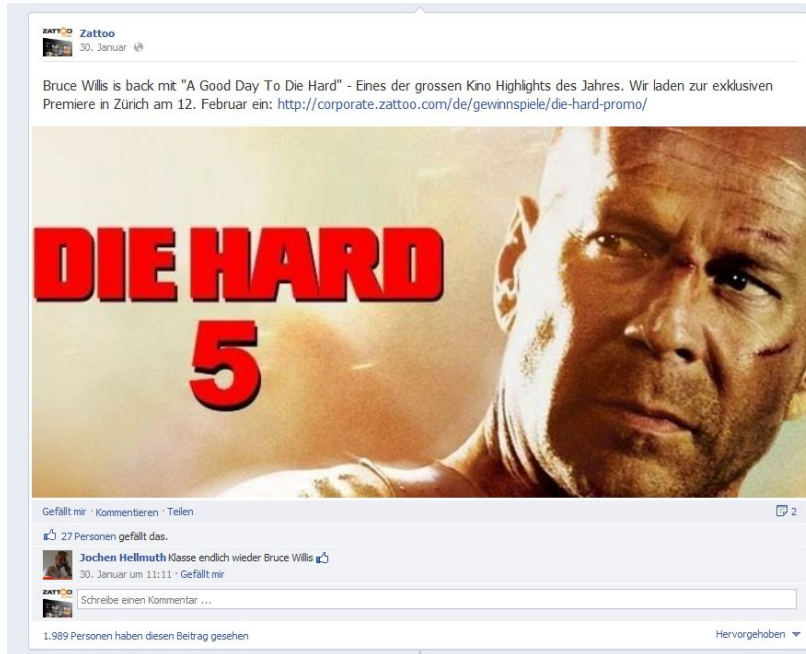 ZATTOO
Zattoo
30. Januar
Bruce Willis is back mit "A Good Day To Die Hard" - Eines der grossen Kino Highlights des Jahres. Wir laden zur exklusiven
Premiere in Zürich am 12. Februar ein: http://corporate.zattoo.com/de/gewinnspiele/die-hard-promo/
DIE HARD
5
Gefällt mir · Kommentieren · Teilen 2
27 Personen gefällt das.
Jochen Hellmuth Klasse endlich wieder Bruce Willis
30. Januar um 11:11 · Gefällt mir
ZATTOO
Schreibe einen Kommentar ...
1.989 Personen haben diesen Beitrag gesehen Hervorgehoben